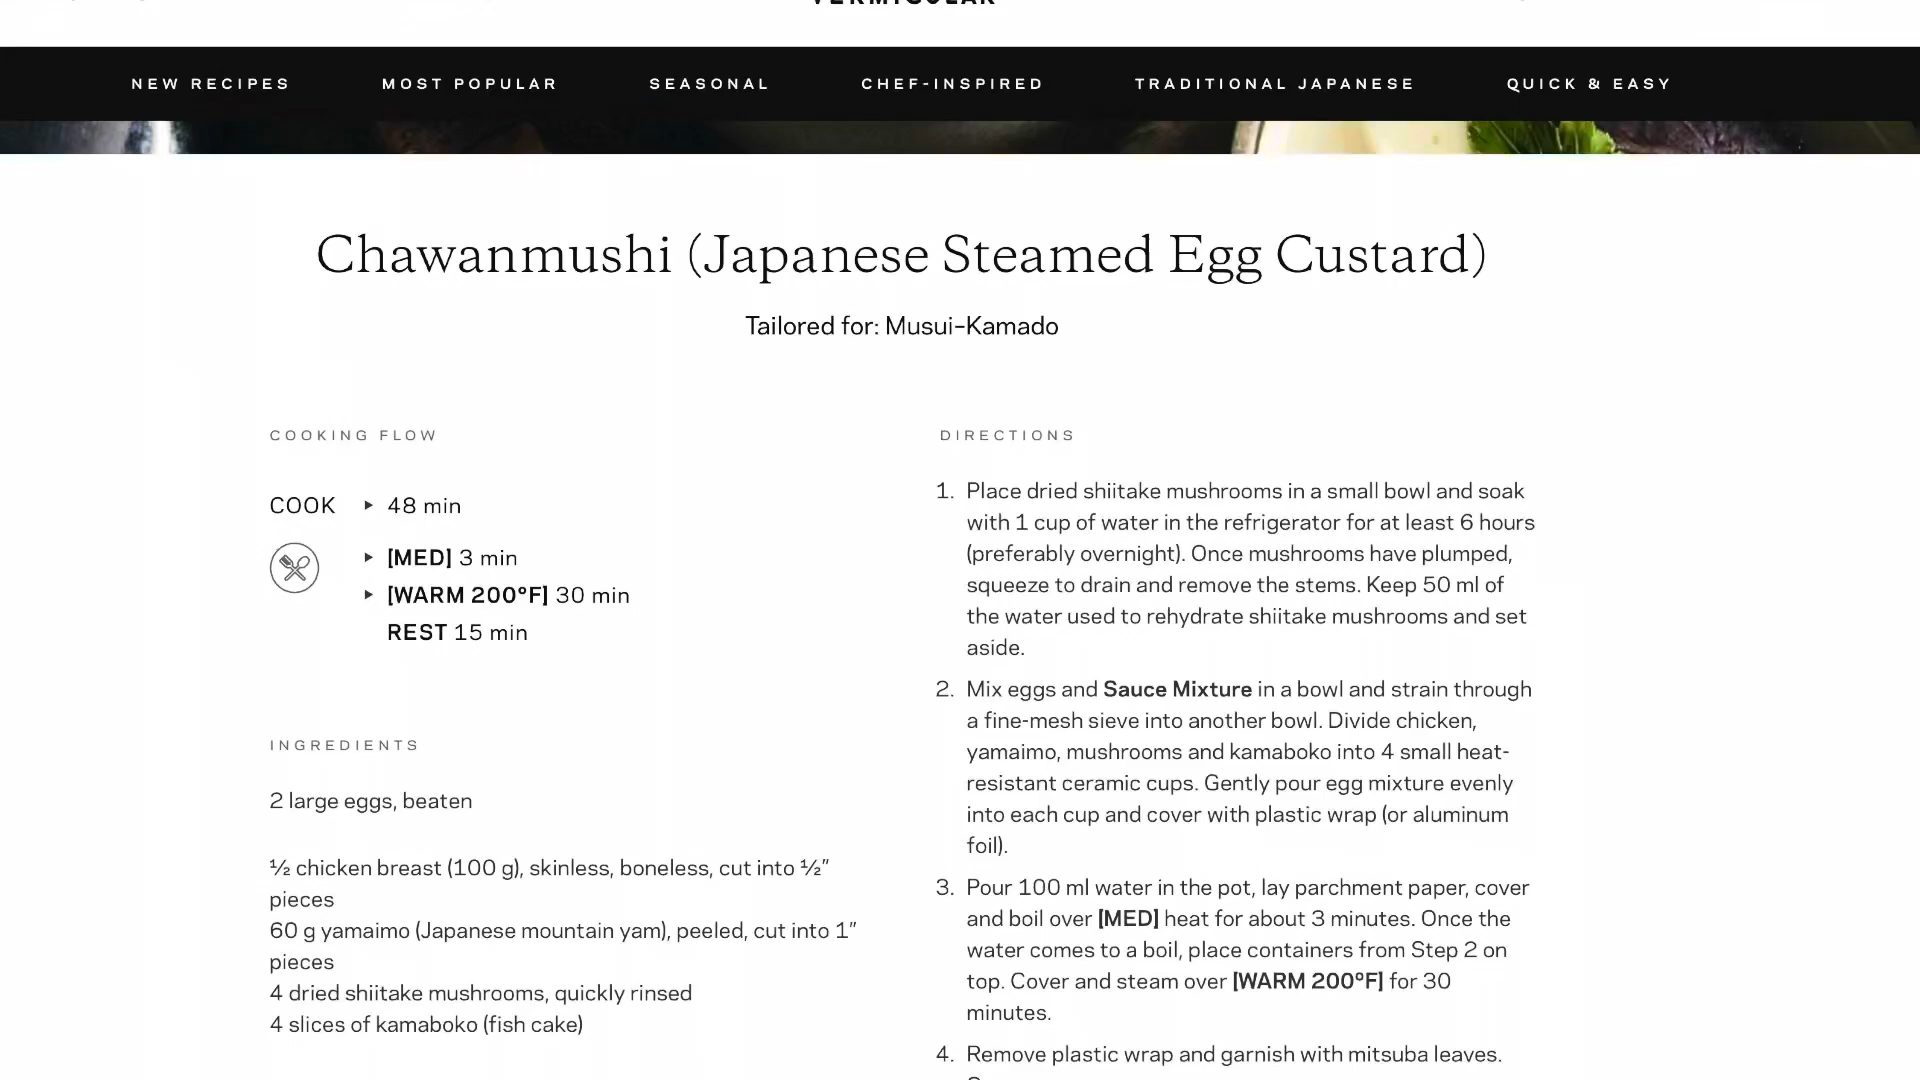 VERMICULAR
NEW RECIPES
MOST POPULAR
SEASONAL
CHEF-INSPIRED
TRADITIONAL JAPANESE
QUICK & EASY
Chawanmushi (Japanese Steamed Egg Custard)
Tailored for: Musui–Kamado
COOKING FLOW
COOK ▸ 48 min
▸ [MED] 3 min
▸ [WARM 200°F] 30 min
REST 15 min
INGREDIENTS
2 large eggs, beaten
½ chicken breast (100 g), skinless, boneless, cut into ½”
pieces
60 g yamaimo (Japanese mountain yam), peeled, cut into 1”
pieces
4 dried shiitake mushrooms, quickly rinsed
4 slices of kamaboko (fish cake)
DIRECTIONS
1. Place dried shiitake mushrooms in a small bowl and soak
with 1 cup of water in the refrigerator for at least 6 hours
(preferably overnight). Once mushrooms have plumped,
squeeze to drain and remove the stems. Keep 50 ml of
the water used to rehydrate shiitake mushrooms and set
aside.
2. Mix eggs and Sauce Mixture in a bowl and strain through
a fine-mesh sieve into another bowl. Divide chicken,
yamaimo, mushrooms and kamaboko into 4 small heat-
resistant ceramic cups. Gently pour egg mixture evenly
into each cup and cover with plastic wrap (or aluminum
foil).
3. Pour 100 ml water in the pot, lay parchment paper, cover
and boil over [MED] heat for about 3 minutes. Once the
water comes to a boil, place containers from Step 2 on
top. Cover and steam over [WARM 200°F] for 30
minutes.
4. Remove plastic wrap and garnish with mitsuba leaves.